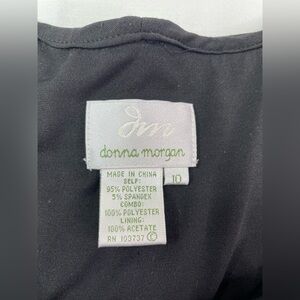 dm
donna morgan
MADE IN CHINA
SELF:
95% POLYESTER
5% SPANDEX
COMBO:
100% POLYESTER
LINING:
100% ACETATE
RN 103737 ©
10